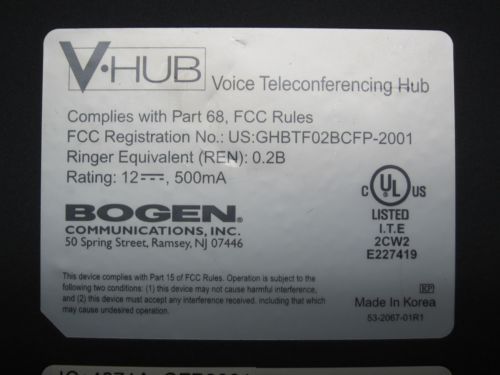 V·HUB Voice Teleconferencing Hub
Complies with Part 68, FCC Rules
FCC Registration No.: US:GHBTF02BCFP-2001
Ringer Equivalent (REN): 0.2B
Rating: 12⎓, 500mA
BOGEN
COMMUNICATIONS, INC.
50 Spring Street, Ramsey, NJ 07446
C UL US
LISTED
I.T.E
2CW2
E227419
This device complies with Part 15 of FCC Rules. Operation is subject to the
following two conditions: (1) this device may not cause harmful interference,
and (2) this device must accept any interference received, including that which
may caused undesired operation.
Made In Korea
53-2067-01R1